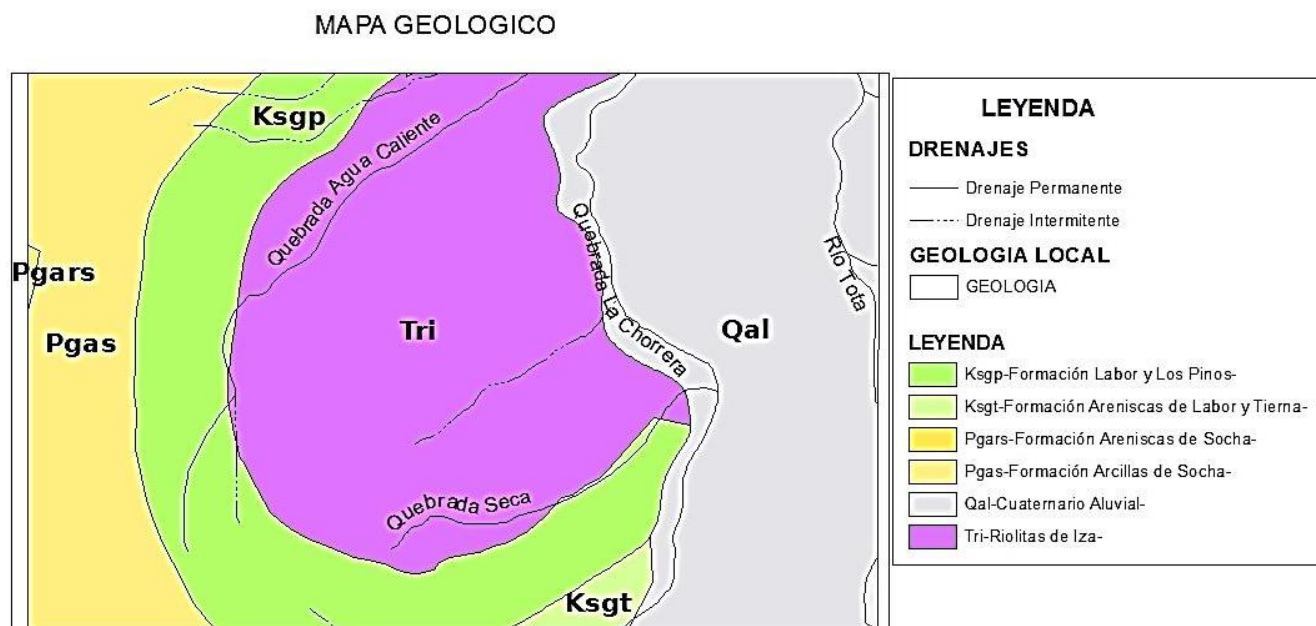 MAPA GEOLOGICO
Ksgp
Quebrada Agua Caliente
Pgars
Pgas
Tri
Quebrada La Chorrera
Qal
Río Tota
Quebrada Seca
Ksgt
LEYENDA
DRENAJES
Drenaje Permanente
Drenaje Intermitente
GEOLOGIA LOCAL
GEOLOGIA
LEYENDA
Ksgp-Formación Labor y Los Pinos-
Ksgt-Formación Areniscas de Labor y Tierna-
Pgars-Formación Areniscas de Socha-
Pgas-Formación Arcillas de Socha-
Qal-Cuaternario Aluvial-
Tri-Riolitas de Iza-